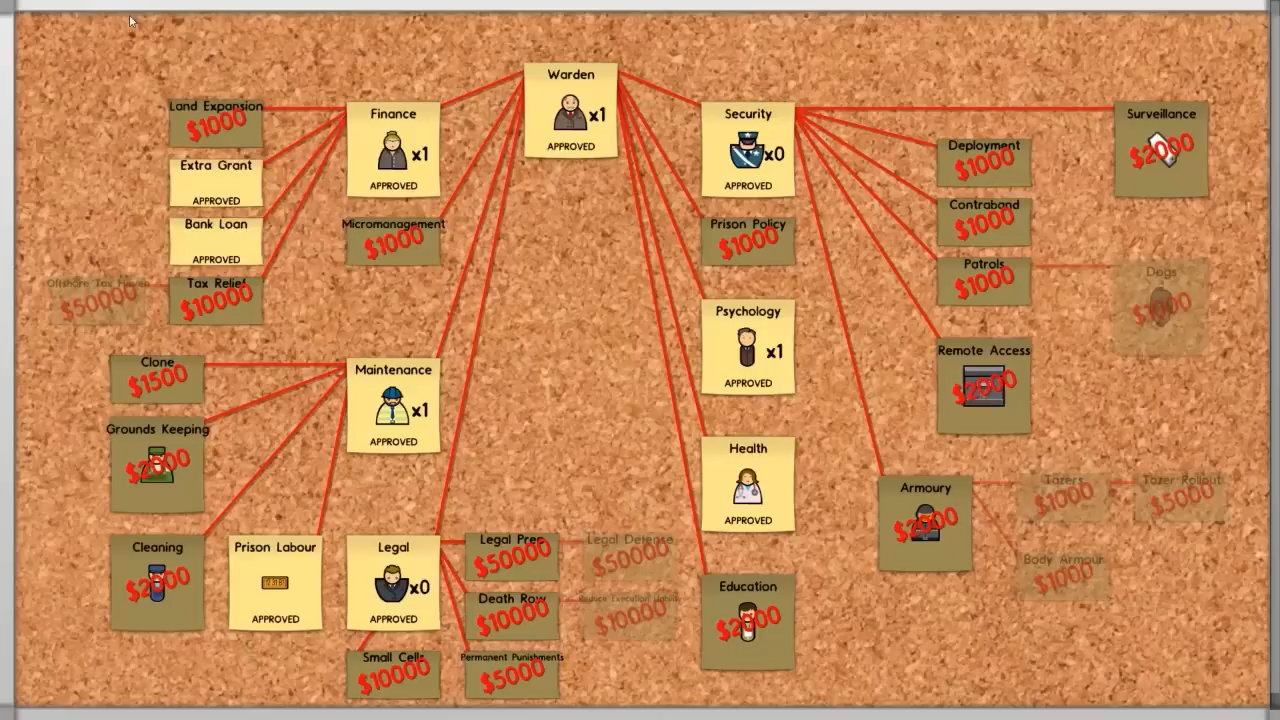 Warden
x1
APPROVED
Land Expansion
$1000
Finance
x1
APPROVED
Extra Grant
APPROVED
Bank Loan
APPROVED
Micromanagement
$1000
Offshore Tax Haven
$50000
Tax Relief
$10000
Clone
$1500
Maintenance
x1
APPROVED
Grounds Keeping
$2000
Cleaning
$2000
Prison Labour
APPROVED
Legal
x0
APPROVED
Legal Prep
$50000
Legal Defense
$50000
Death Row
$10000
Reduce Execution Liability
$10000
Small Cells
$10000
Permanent Punishments
$5000
Security
x0
APPROVED
Prison Policy
$1000
Psychology
x1
APPROVED
Health
APPROVED
Education
$2000
Surveillance
$2000
Deployment
$1000
Contraband
$1000
Patrols
$1000
Dogs
$1000
Remote Access
$2000
Armoury
$2000
Tazers
$1000
Tazer Rollout
$5000
Body Armour
$1000